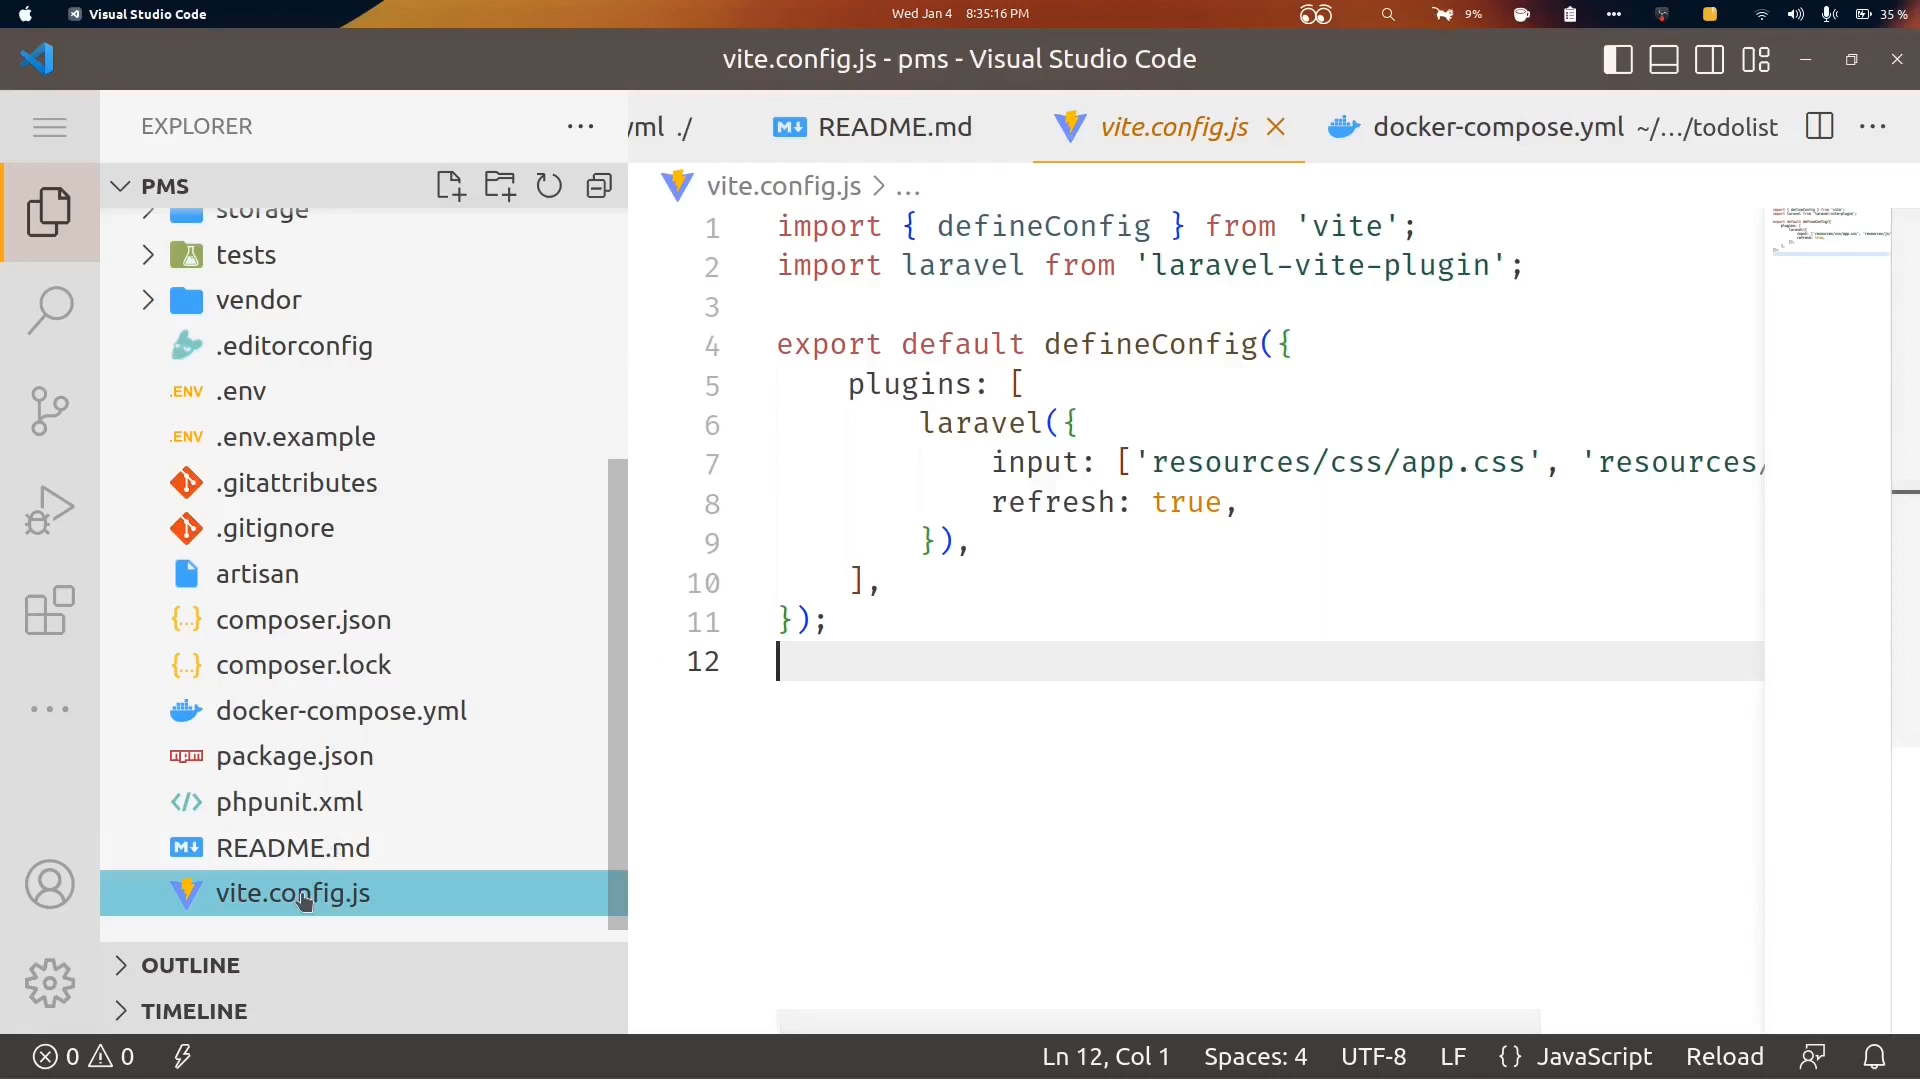 Visual Studio Code
Wed Jan 4 8:35:16 PM
9%
35 %
vite.config.js - pms - Visual Studio Code
EXPLORER
yml ./
README.md
vite.config.js
docker-compose.yml ~/.../todolist
PMS
vite.config.js > ...
storage
tests
vendor
.editorconfig
.ENV .env
.ENV .env.example
.gitattributes
.gitignore
artisan
{..} composer.json
{..} composer.lock
docker-compose.yml
npm package.json
</> phpunit.xml
M↓ README.md
vite.config.js
OUTLINE
TIMELINE
1 import { defineConfig } from 'vite';
2 import laravel from 'laravel-vite-plugin';
3
4 export default defineConfig({
5 plugins: [
6 laravel({
7 input: ['resources/css/app.css', 'resources/
8 refresh: true,
9 }),
10 ],
11 });
12
0 0
Ln 12, Col 1
Spaces: 4
UTF-8
LF
{} JavaScript
Reload